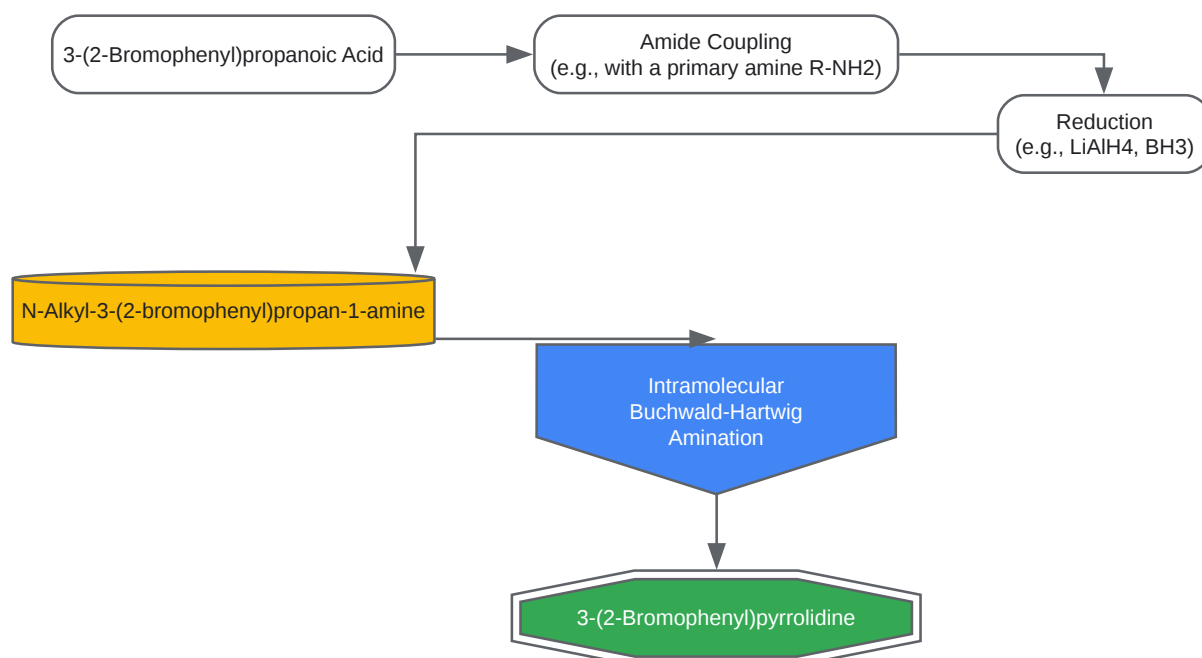 3-(2-Bromophenyl)propanoic Acid
Amide Coupling
(e.g., with a primary amine R-NH2)
Reduction
(e.g., LiAlH4, BH3)
N-Alkyl-3-(2-bromophenyl)propan-1-amine
Intramolecular
Buchwald-Hartwig
Amination
3-(2-Bromophenyl)pyrrolidine